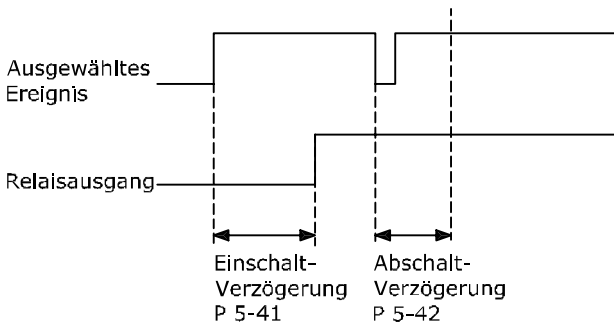 Ausgewähltes
Ereignis
Relaisausgang
Einschalt-
Verzögerung
P 5-41
Abschalt-
Verzögerung
P 5-42